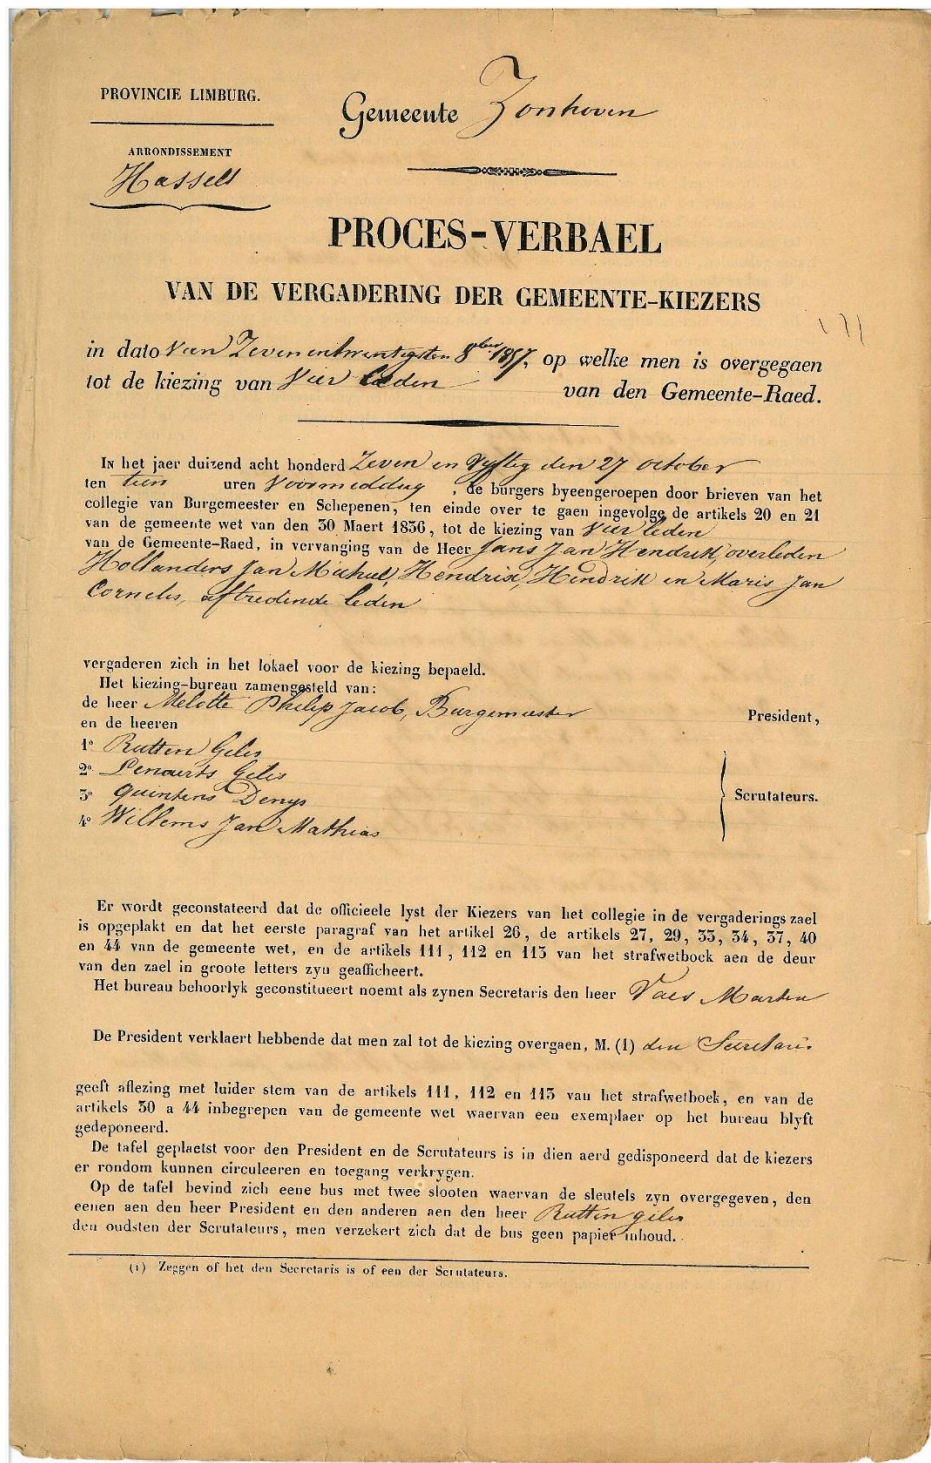 PROVINCIE LIMBURG.
Gemeente Zonhoven
ARRONDISSEMENT
Hasselt
PROCES-VERBAEL
VAN DE VERGADERING DER GEMEENTE-KIEZERS
in dato van Zevenentwentigsten 8ber 1857, op welke men is overgegaen
tot de kiezing van Vier leden van den Gemeente-Raed.
IN het jaer duizend acht honderd Zeven en Vyftig den 27 october
ten tien uren Voormiddag, de burgers byeengeroepen door brieven van het
collegie van Burgemeester en Schepenen, ten einde over te gaen ingevolge de artikels 20 en 21
van de gemeente wet van den 30 Maert 1836, tot de kiezing van Vier leden
van de Gemeente-Raed, in vervanging van de Heer Jans Jan Hendrik, overleden
Hollanders Jan Michiel, Hendrix, Hendrik en Maris Jan
Cornelis, aftredende leden
vergaderen zich in het lokael voor de kiezing bepaeld.
Het kiezing-bureau zamengesteld van:
de heer Melotte Philip Jacob, Burgemeester President,
en de heeren
1º Rutten Gelis
2º Lenaerts Gelis
3º Quintens Denys
Scrutateurs.
4º Willems Jan Mathias
Er wordt geconstateerd dat de officieele lyst der Kiezers van het collegie in de vergaderings zael
is opgeplakt en dat het eerste paragraf van het artikel 26, de artikels 27, 29, 33, 34, 37, 40
en 44 van de gemeente wet, en de artikels 111, 112 en 113 van het strafwetboek aen de deur
van den zael in groote letters zyn geafficheert.
Het bureau behoorlyk geconstitueert noemt als zynen Secretaris den heer Vaes Marten
De President verklaert hebbende dat men zal tot de kiezing overgaen, M. (1) den Secretaris
geeft aflezing met luider stem van de artikels 111, 112 en 113 van het strafwetboek, en van de
artikels 30 a 44 inbegrepen van de gemeente wet waervan een exemplaer op het bureau blyft
gedeponeerd.
De tafel geplaetst voor den President en de Scrutateurs is in dien aerd gedisponeerd dat de kiezers
er rondom kunnen circuleeren en toegang verkrygen.
Op de tafel bevind zich eene bus met twee slooten waervan de sleutels zyn overgegeven, den
eenen aen den heer President en den anderen aen den heer Rutten gelis
den oudsten der Scrutateurs, men verzekert zich dat de bus geen papier inhoud.
(1) Zeggen of het den Secretaris is of een der Scrutateurs.